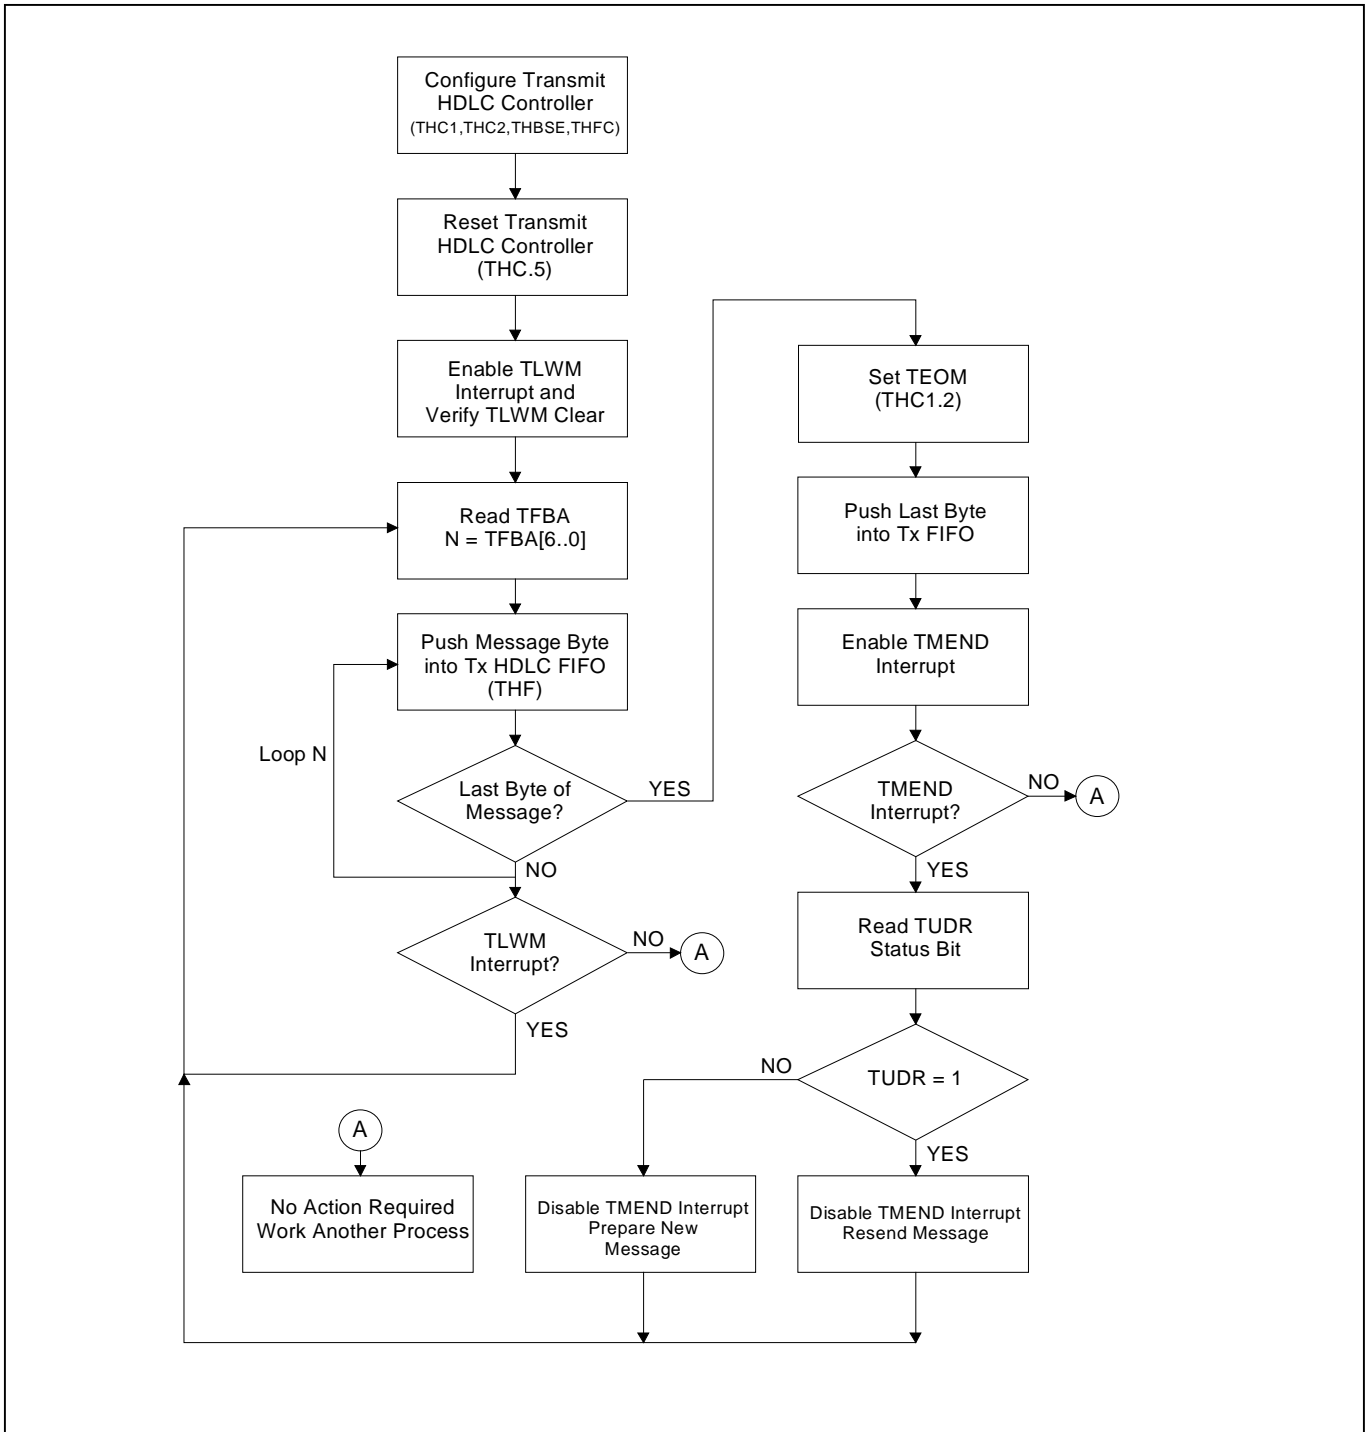 Configure Transmit
HDLC Controller
(THC1,THC2,THBSE,THFC)
Reset Transmit
HDLC Controller
(THC.5)
Enable TLWM
Interrupt and
Verify TLWM Clear
Read TFBA
N = TFBA[6..0]
Push Message Byte
into Tx HDLC FIFO
(THF)
Loop N
Last Byte of
Message?
YES
NO
TLWM
Interrupt?
NO
A
YES
A
No Action Required
Work Another Process
Set TEOM
(THC1.2)
Push Last Byte
into Tx FIFO
Enable TMEND
Interrupt
TMEND
Interrupt?
NO
A
YES
Read TUDR
Status Bit
TUDR = 1
NO
YES
Disable TMEND Interrupt
Prepare New
Message
Disable TMEND Interrupt
Resend Message